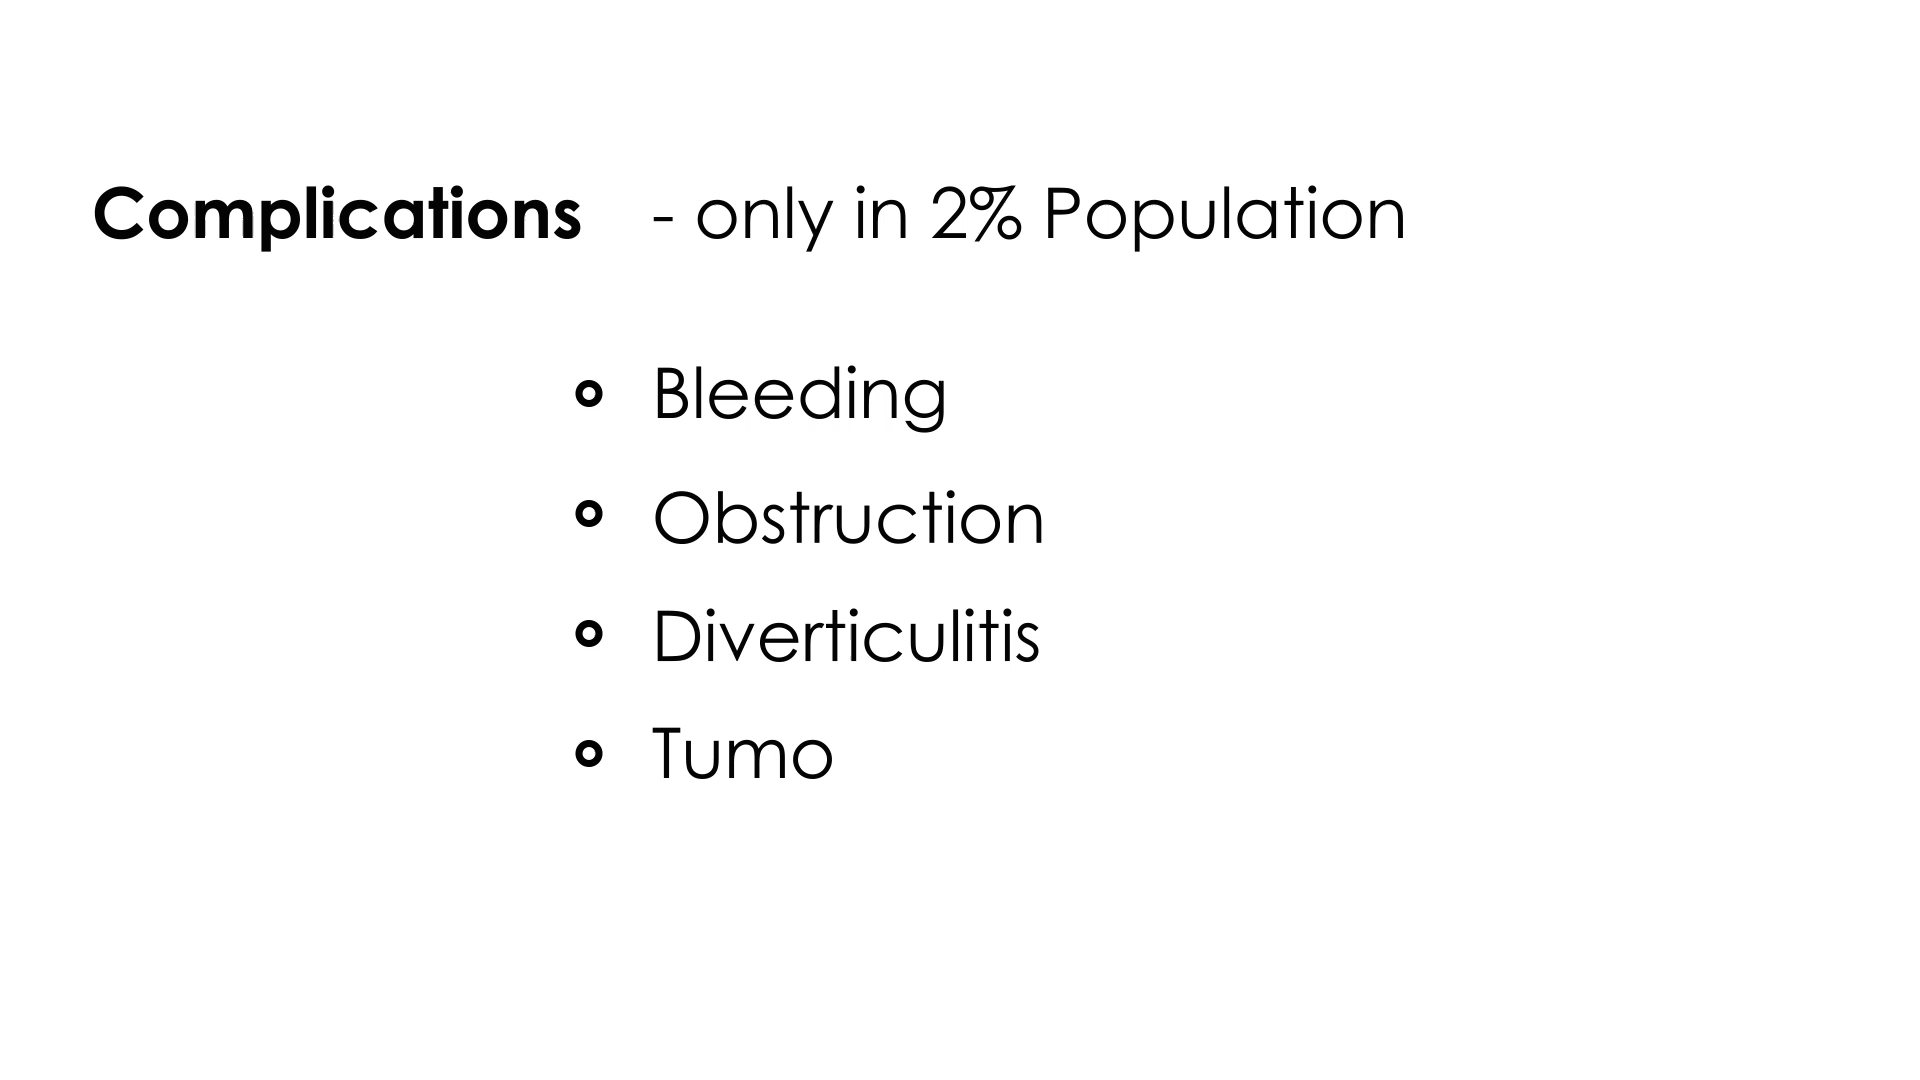 Complications - only in 2% Population
Bleeding
Obstruction
Diverticulitis
Tumo